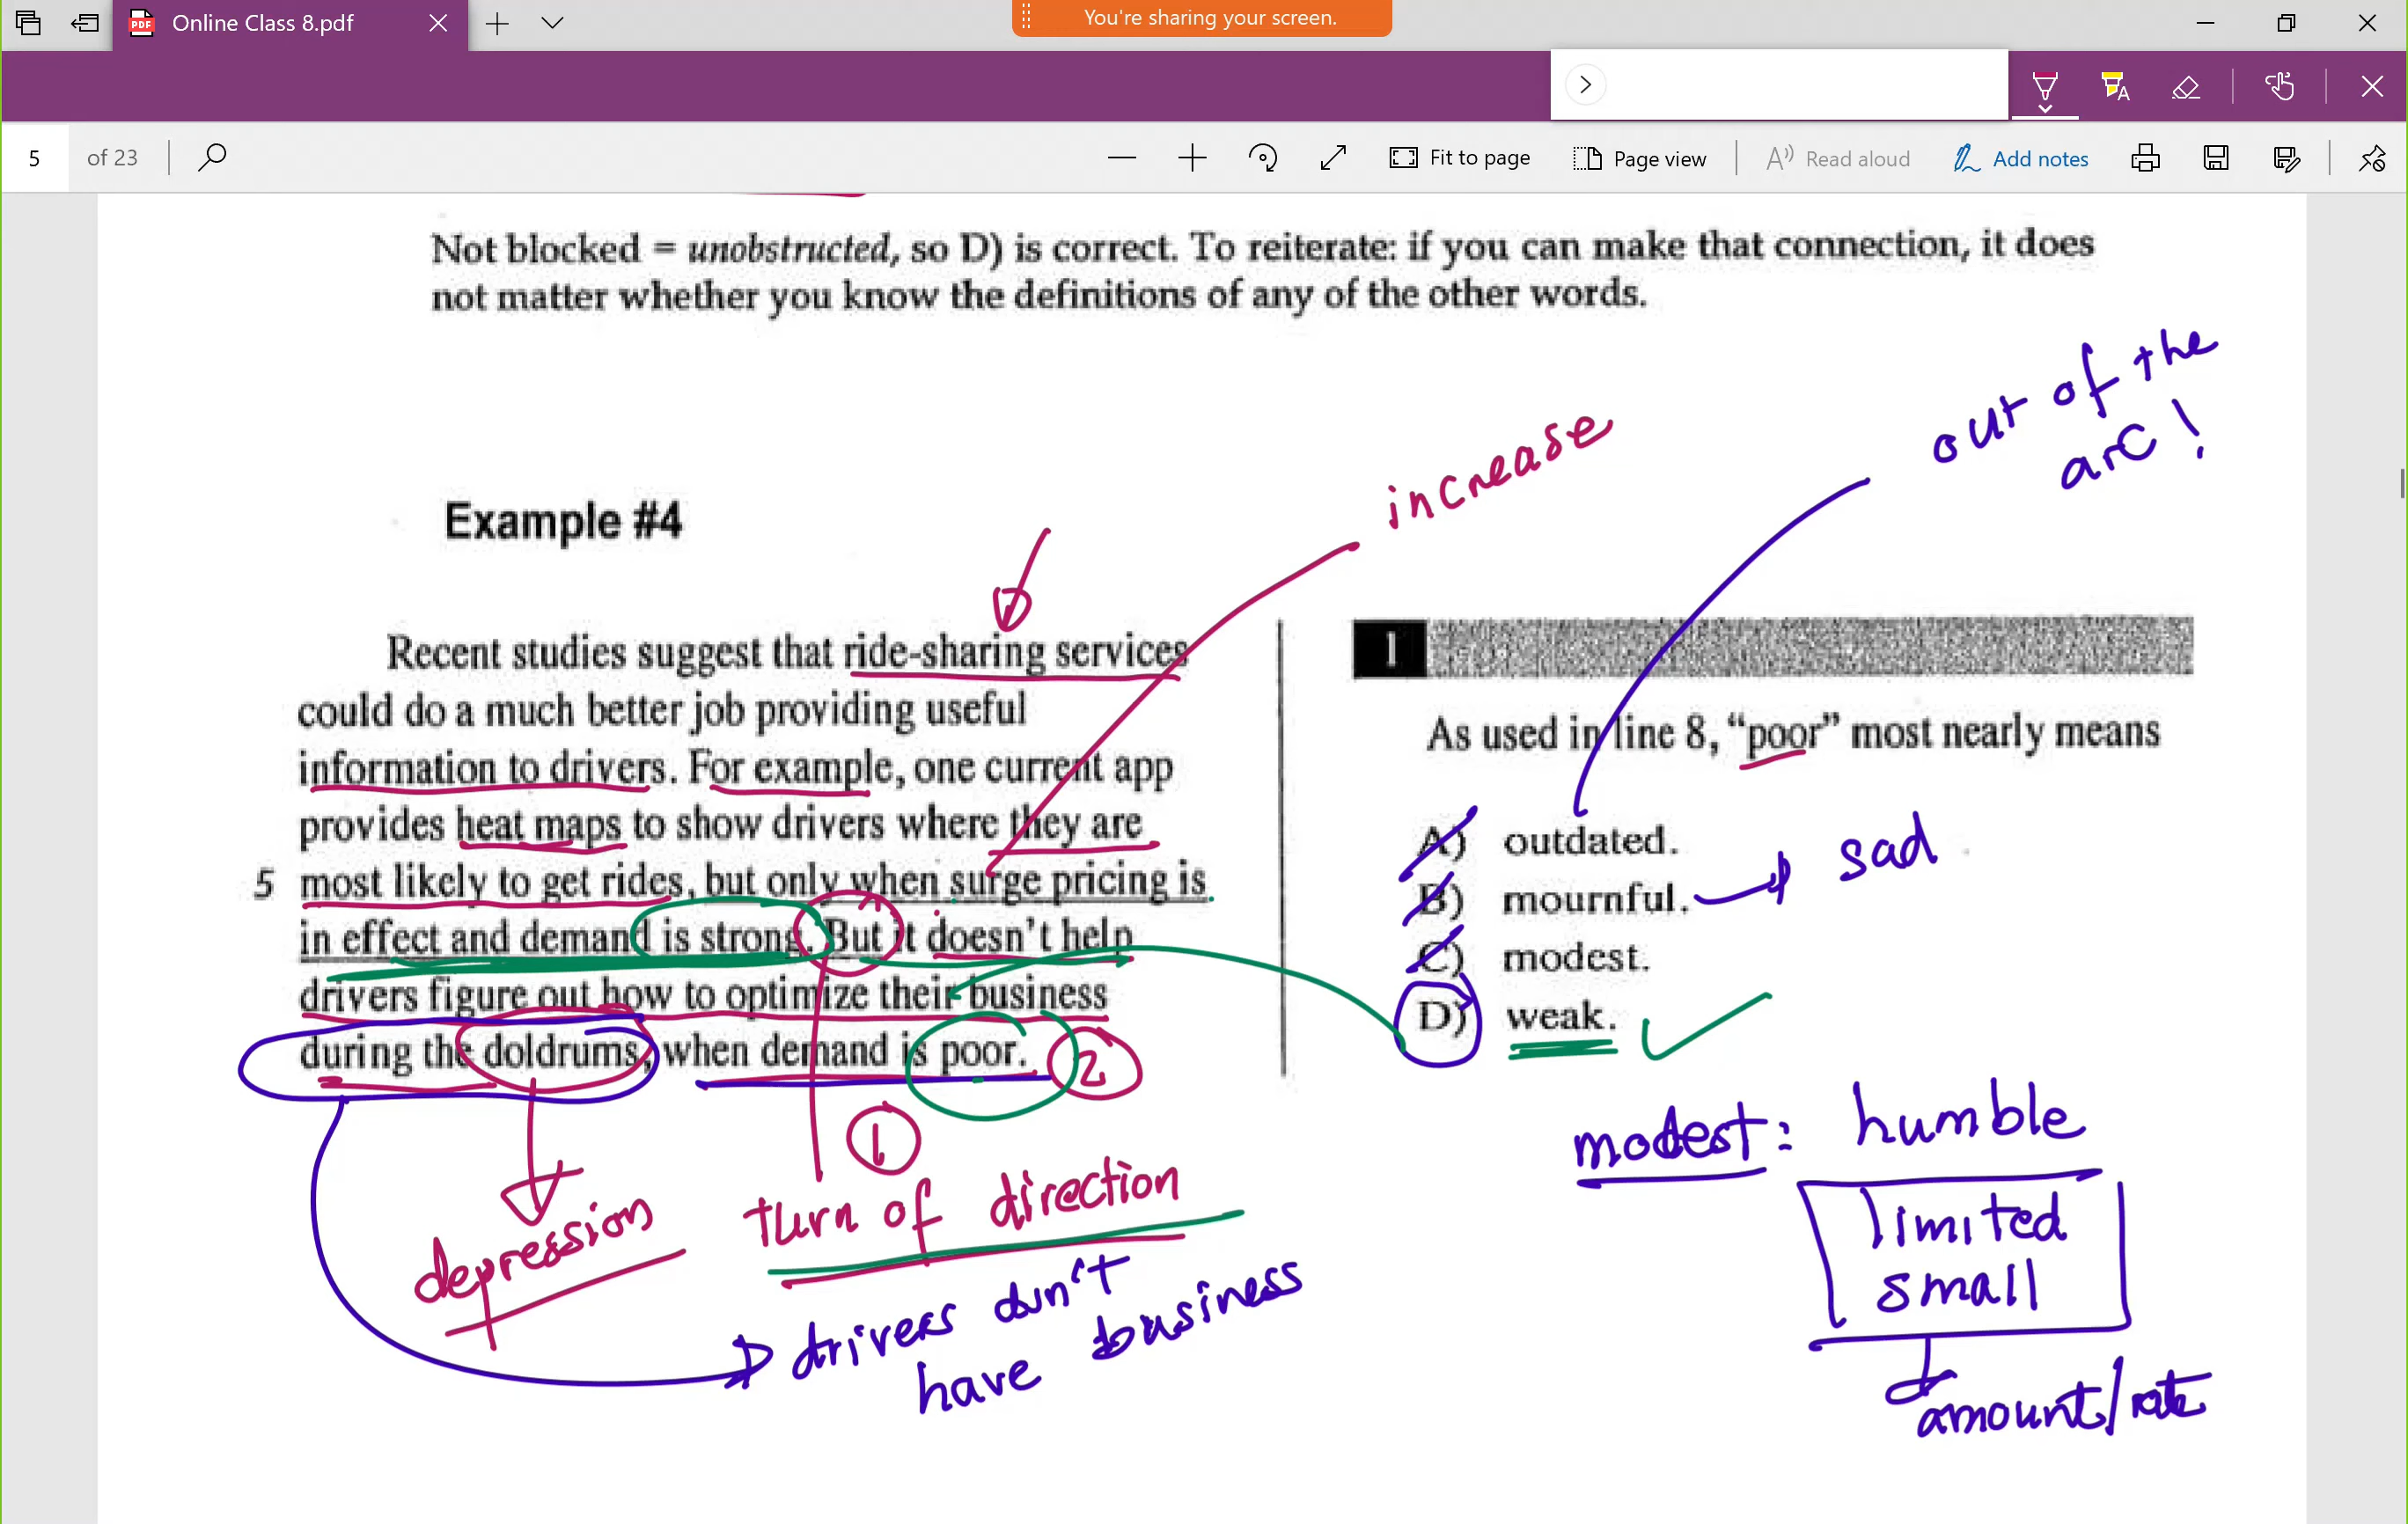 Online Class 8.pdf
You're sharing your screen.
5 of 23
Fit to page
Page view
Read aloud
Add notes
Not blocked = unobstructed, so D) is correct. To reiterate: if you can make that connection, it does
not matter whether you know the definitions of any of the other words.
out of the
arc!
increase
Example #4
Recent studies suggest that ride-sharing services
could do a much better job providing useful
information to drivers. For example, one current app
provides heat maps to show drivers where they are
5 most likely to get rides, but only when surge pricing is
in effect and demand is strong. But it doesn't help
drivers figure out how to optimize their business
during the doldrums, when demand is poor.
2
1
depression
turn of direction
drivers don't
have business
1
As used in line 8, "poor" most nearly means
A) outdated.
B) mournful. sad
C) modest.
D) weak.
modest: humble
limited
small
amount/rate